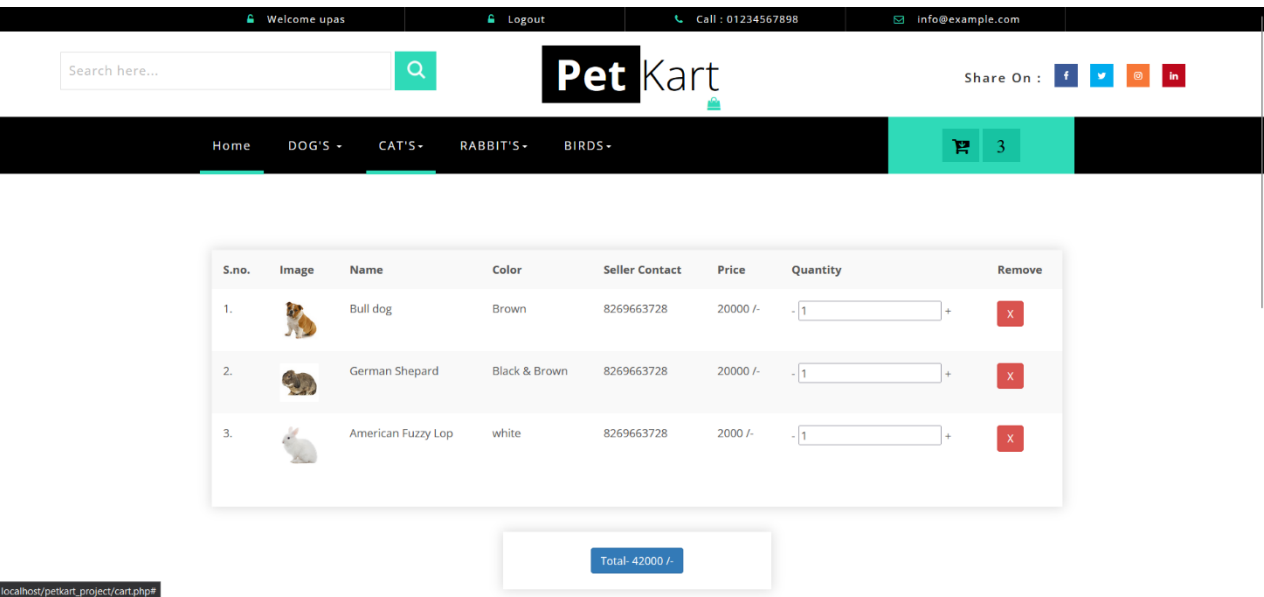 Welcome upas Logout Call : 01234567898 info@example.com
Search here... Pet Kart Share On :
Home DOG'S CAT'S RABBIT'S BIRDS 3
S.no. Image Name Color Seller Contact Price Quantity Remove
1. Bull dog Brown 8269663728 20000 /- - 1 + X
2. German Shepard Black & Brown 8269663728 20000 /- - 1 + X
3. American Fuzzy Lop white 8269663728 2000 /- - 1 + X
Total- 42000 /-
localhost/petkart_project/cart.php#